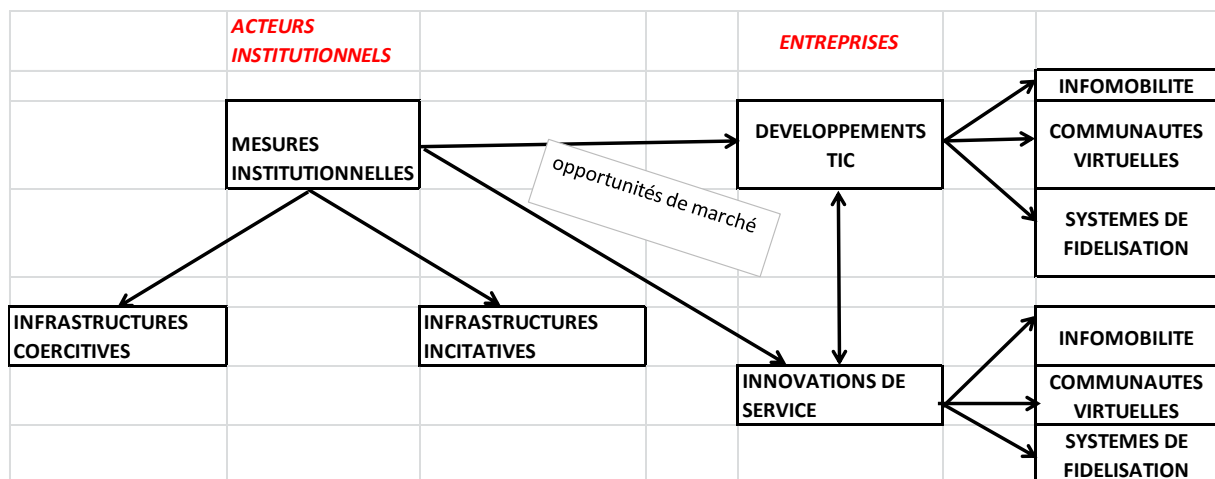 ACTEURS
INSTITUTIONNELS
ENTREPRISES
INFOMOBILITE
MESURES
INSTITUTIONNELLES
DEVELOPPEMENTS
TIC
COMMUNAUTES
VIRTUELLES
opportunités de marché
SYSTEMES DE
FIDELISATION
INFRASTRUCTURES
COERCITIVES
INFRASTRUCTURES
INCITATIVES
INFOMOBILITE
INNOVATIONS DE
SERVICE
COMMUNAUTES
VIRTUELLES
SYSTEMES DE
FIDELISATION